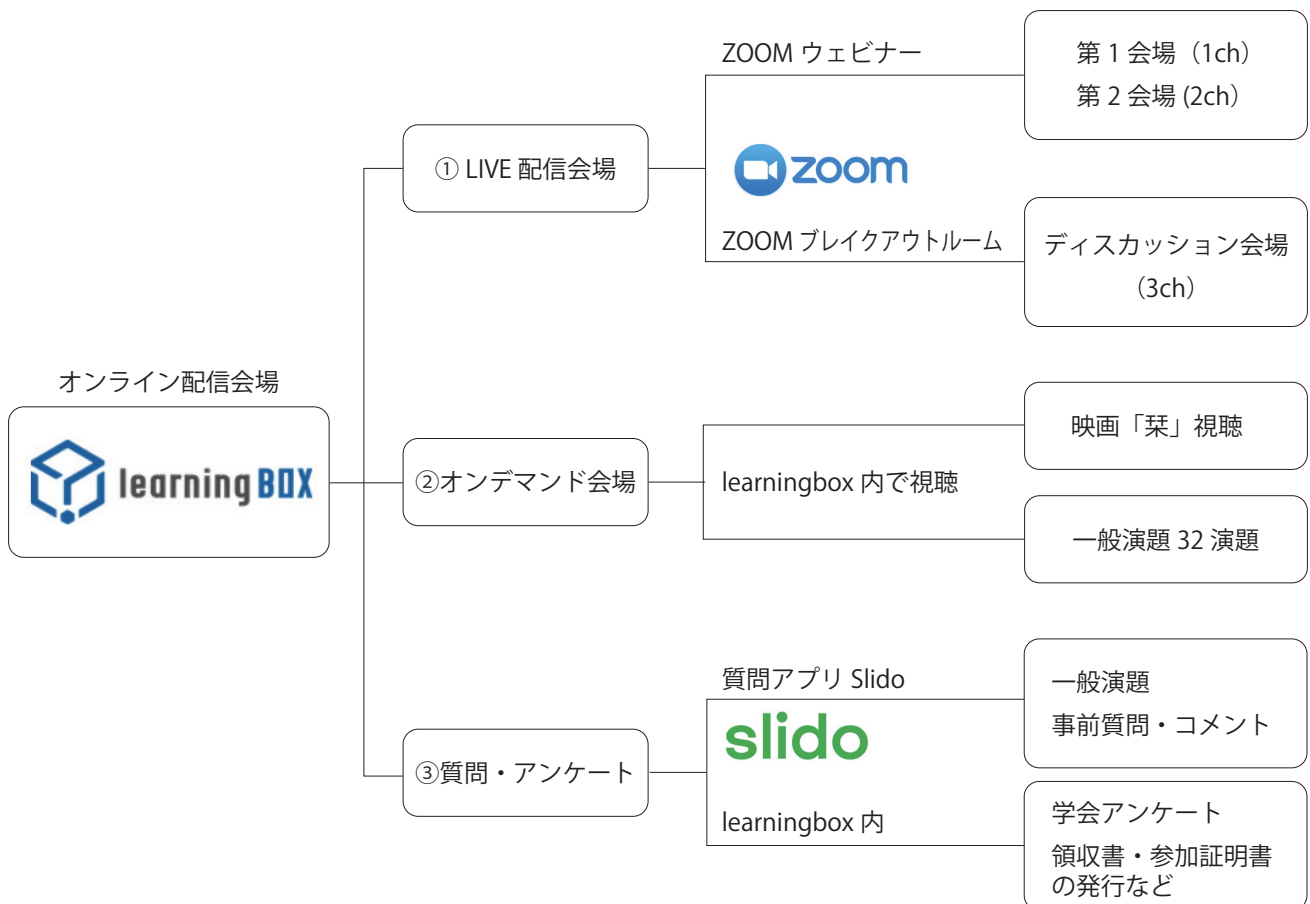 オンライン配信会場
learningBOX
① LIVE 配信会場
ZOOM ウェビナー
zoom
ZOOM ブレイクアウトルーム
第 1 会場（1ch）
第 2 会場 (2ch）
ディスカッション会場
（3ch）
②オンデマンド会場
learningbox 内で視聴
映画「栞」視聴
一般演題 32 演題
③質問・アンケート
質問アプリ Slido
slido
learningbox 内
一般演題
事前質問・コメント
学会アンケート
領収書・参加証明書
の発行など